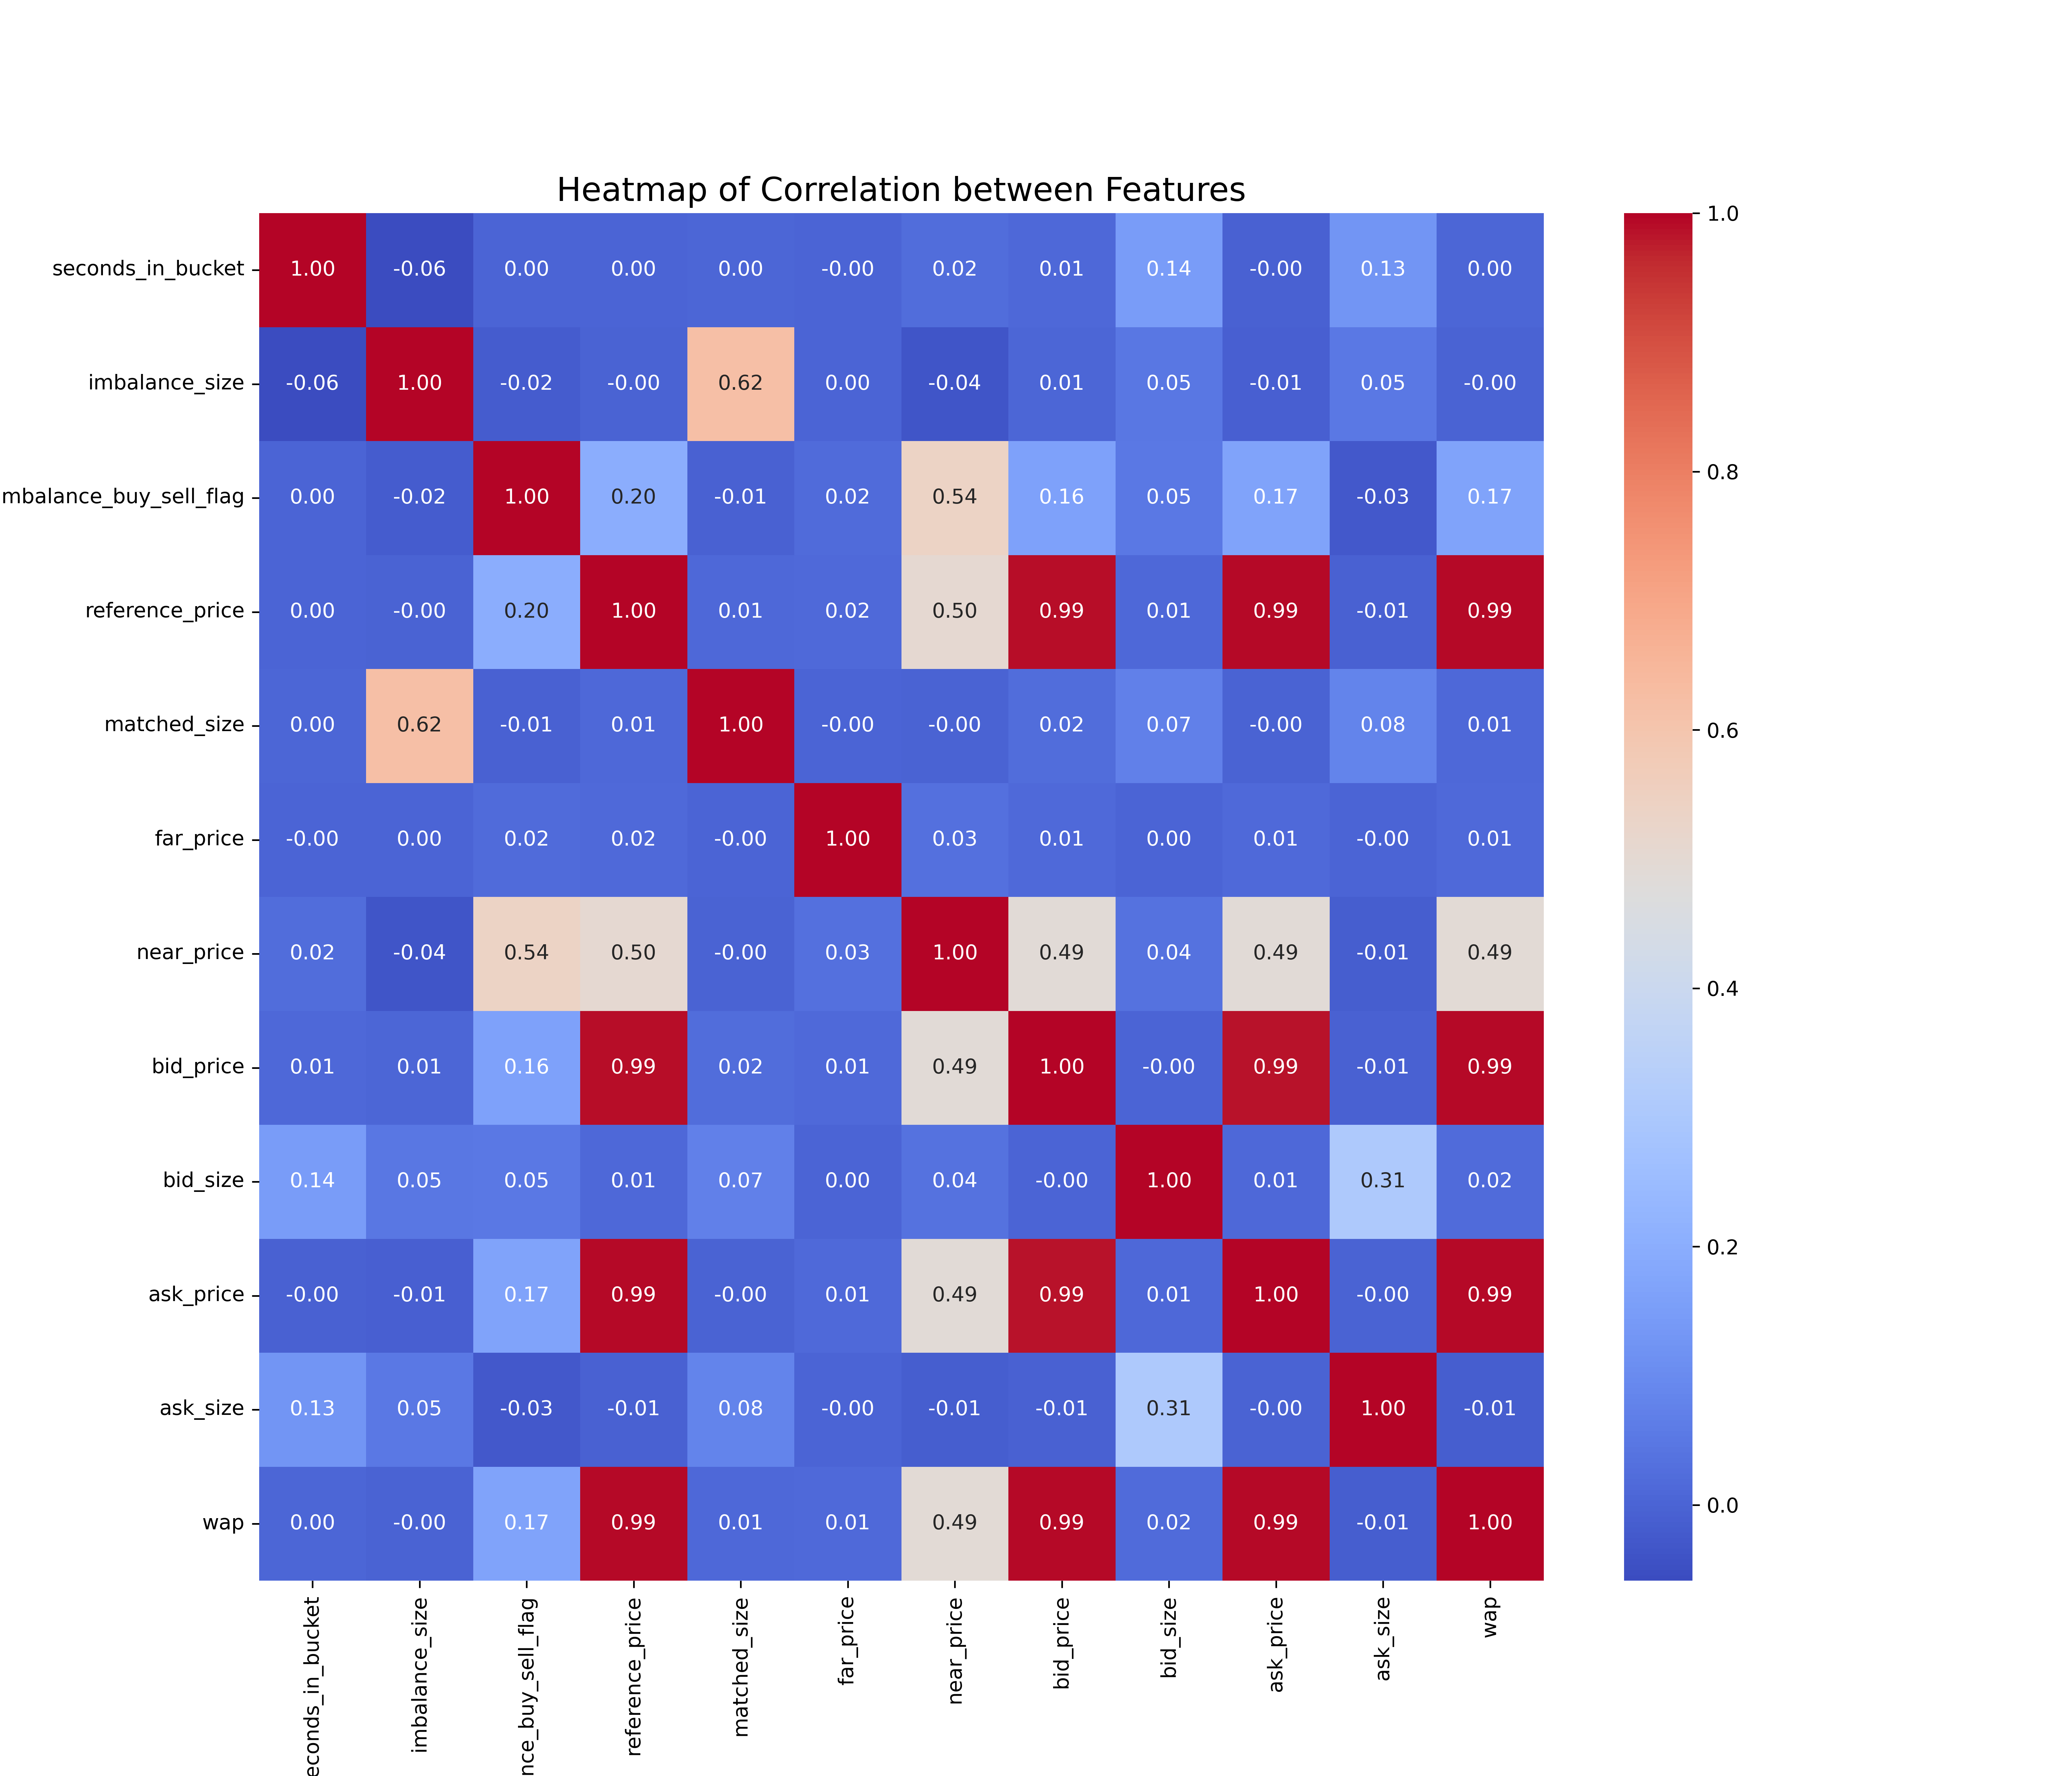 Heatmap of Correlation between Features
seconds_in_bucket 1.00 -0.06 0.00 0.00 0.00 -0.00 0.02 0.01 0.14 -0.00 0.13 0.00
imbalance_size -0.06 1.00 -0.02 -0.00 0.62 0.00 -0.04 0.01 0.05 -0.01 0.05 -0.00
mbalance_buy_sell_flag 0.00 -0.02 1.00 0.20 -0.01 0.02 0.54 0.16 0.05 0.17 -0.03 0.17
reference_price 0.00 -0.00 0.20 1.00 0.01 0.02 0.50 0.99 0.01 0.99 -0.01 0.99
matched_size 0.00 0.62 -0.01 0.01 1.00 -0.00 -0.00 0.02 0.07 -0.00 0.08 0.01
far_price -0.00 0.00 0.02 0.02 -0.00 1.00 0.03 0.01 0.00 0.01 -0.00 0.01
near_price 0.02 -0.04 0.54 0.50 -0.00 0.03 1.00 0.49 0.04 0.49 -0.01 0.49
bid_price 0.01 0.01 0.16 0.99 0.02 0.01 0.49 1.00 -0.00 0.99 -0.01 0.99
bid_size 0.14 0.05 0.05 0.01 0.07 0.00 0.04 -0.00 1.00 0.01 0.31 0.02
ask_price -0.00 -0.01 0.17 0.99 -0.00 0.01 0.49 0.99 0.01 1.00 -0.00 0.99
ask_size 0.13 0.05 -0.03 -0.01 0.08 -0.00 -0.01 -0.01 0.31 -0.00 1.00 -0.01
wap 0.00 -0.00 0.17 0.99 0.01 0.01 0.49 0.99 0.02 0.99 -0.01 1.00
econds_in_bucket
imbalance_size
nce_buy_sell_flag
reference_price
matched_size
far_price
near_price
bid_price
bid_size
ask_price
ask_size
wap
1.0
0.8
0.6
0.4
0.2
0.0